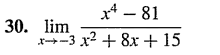 30. lim x→−3 (x⁴ − 81)/(x² + 8x + 15)